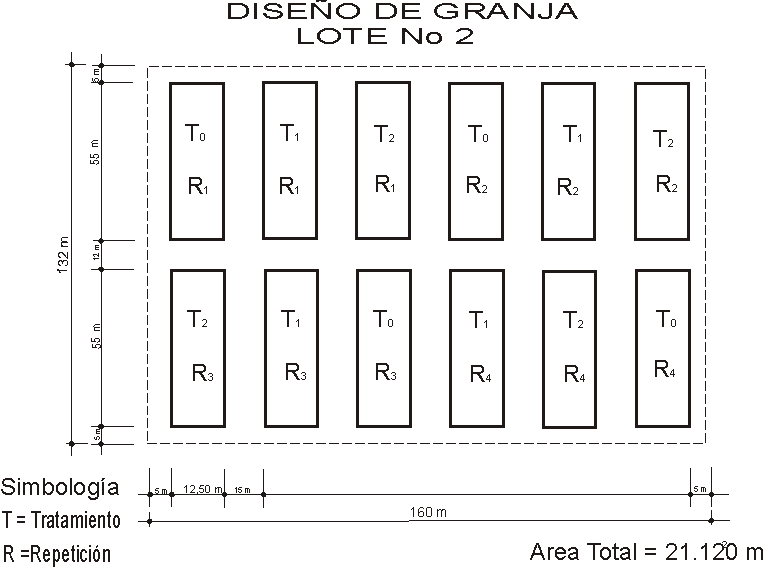 DISEÑO DE GRANJA
LOTE No 2
5 m
55 m
12 m
55 m
5 m
132 m
T0 T1 T2 T0 T1 T2
R1 R1 R1 R2 R2 R2
T2 T1 T0 T1 T2 T0
R3 R3 R3 R4 R4 R4
5 m 12,50 m 15 m 5 m
160 m
Simbología
T = Tratamiento
R =Repetición
Area Total = 21.120 m²